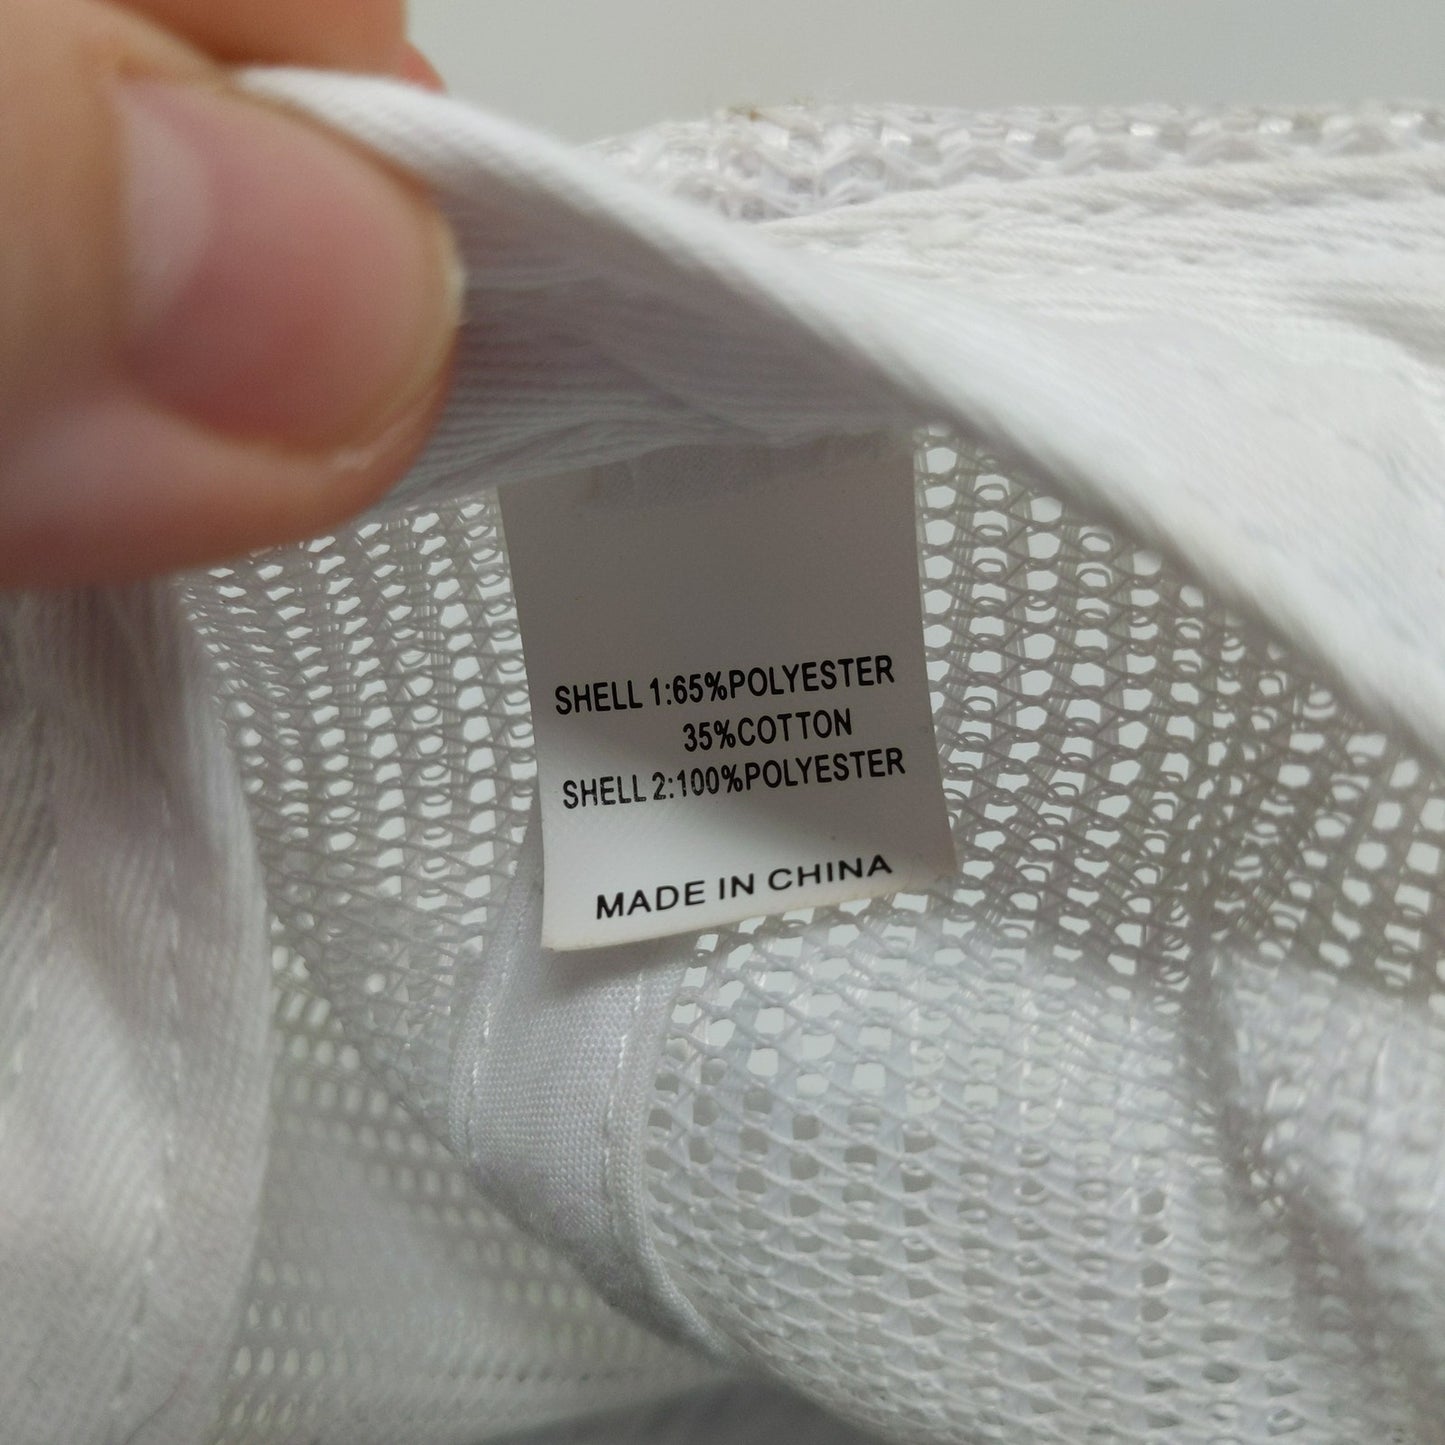 SHELL 1:65%POLYESTER
35%COTTON
SHELL 2:100%POLYESTER
MADE IN CHINA